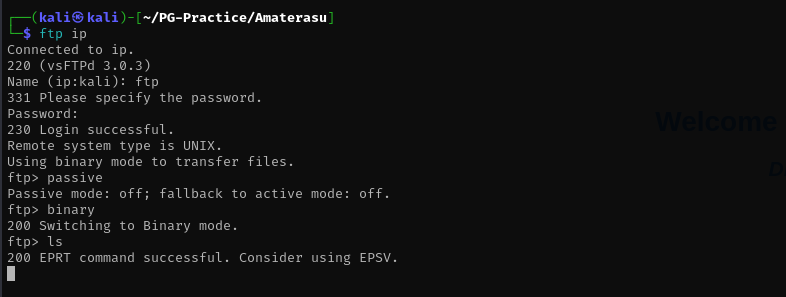 ┌──(kali㉿kali)-[~/PG-Practice/Amaterasu]
└─$ ftp ip
Connected to ip.
220 (vsFTPd 3.0.3)
Name (ip:kali): ftp
331 Please specify the password.
Password:
230 Login successful.
Remote system type is UNIX.
Using binary mode to transfer files.
ftp> passive
Passive mode: off; fallback to active mode: off.
ftp> binary
200 Switching to Binary mode.
ftp> ls
200 EPRT command successful. Consider using EPSV.
Welcome